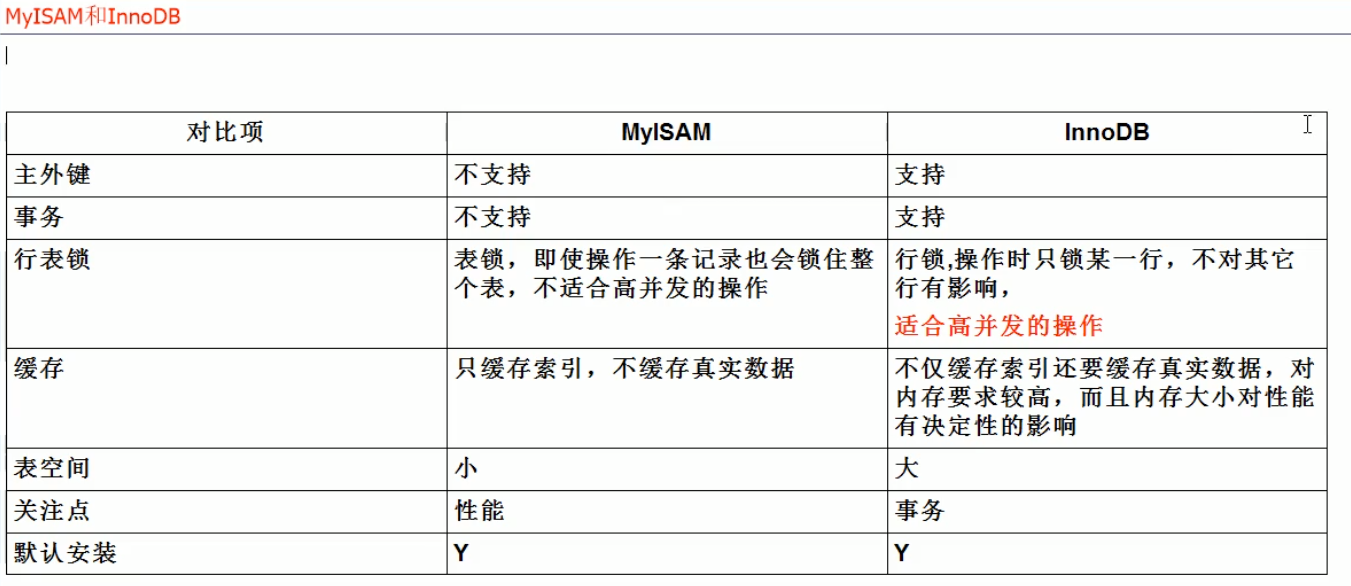 MyISAM和InnoDB
对比项 MyISAM InnoDB
主外键 不支持 支持
事务 不支持 支持
行表锁 表锁，即使操作一条记录也会锁住整 行锁,操作时只锁某一行，不对其它
个表，不适合高并发的操作 行有影响，
适合高并发的操作
缓存 只缓存索引，不缓存真实数据 不仅缓存索引还要缓存真实数据，对
内存要求较高，而且内存大小对性能
有决定性的影响
表空间 小 大
关注点 性能 事务
默认安装 Y Y